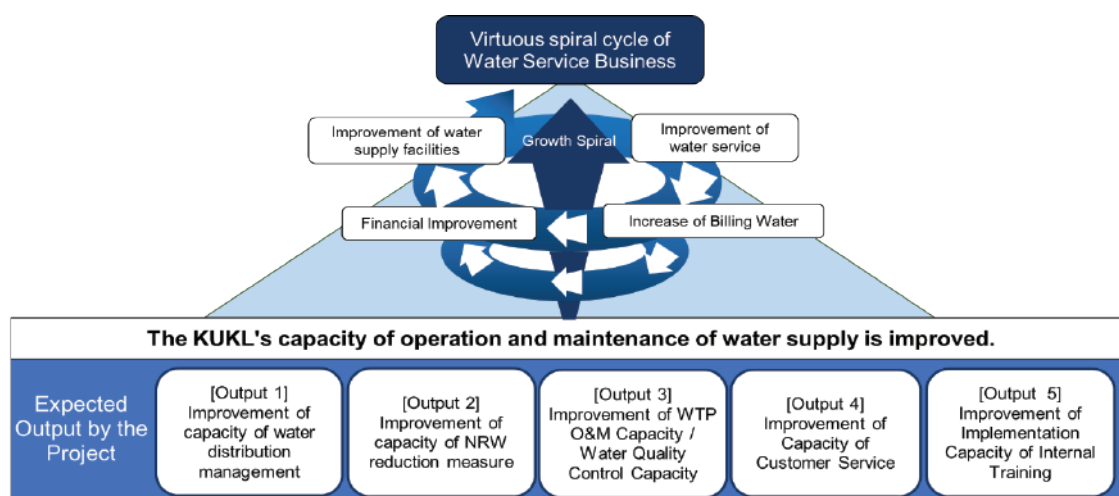 Virtuous spiral cycle of
Water Service Business
Improvement of water
supply facilities
Growth Spiral
Improvement of
water service
Financial Improvement
Increase of Billing Water
The KUKL's capacity of operation and maintenance of water supply is improved.
Expected
Output by the
Project
[Output 1]
Improvement of
capacity of water
distribution
management
[Output 2]
Improvement of
capacity of NRW
reduction measure
[Output 3]
Improvement of WTP
O&M Capacity /
Water Quality
Control Capacity
[Output 4]
Improvement of
Capacity of
Customer Service
[Output 5]
Improvement of
Implementation
Capacity of Internal
Training